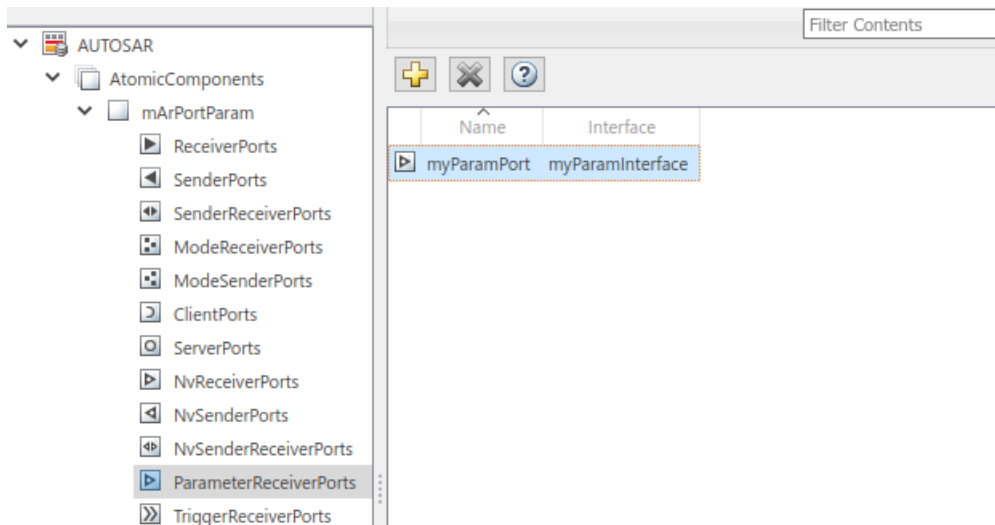 Filter Contents
AUTOSAR
AtomicComponents
mArPortParam
ReceiverPorts
SenderPorts
SenderReceiverPorts
ModeReceiverPorts
ModeSenderPorts
ClientPorts
ServerPorts
NvReceiverPorts
NvSenderPorts
NvSenderReceiverPorts
ParameterReceiverPorts
TriggerReceiverPorts
Name Interface
myParamPort myParamInterface